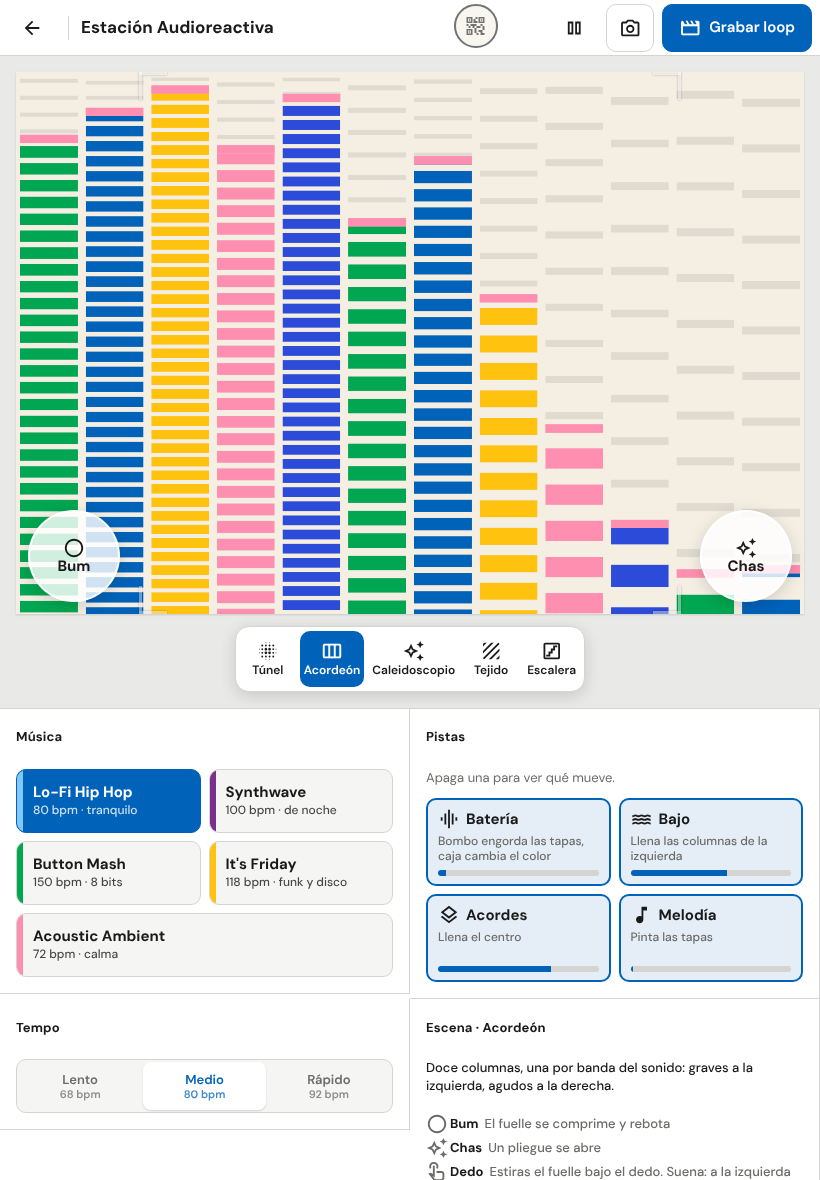 Estación Audioreactiva
Grabar loop
Bum
Chas
Túnel
Acordeón
Caleidoscopio
Tejido
Escalera
Música
Lo-Fi Hip Hop
80 bpm · tranquilo
Synthwave
100 bpm · de noche
Button Mash
150 bpm · 8 bits
It's Friday
118 bpm · funk y disco
Acoustic Ambient
72 bpm · calma
Tempo
Lento
68 bpm
Medio
80 bpm
Rápido
92 bpm
Pistas
Apaga una para ver qué mueve.
Batería
Bombo engorda las tapas,
caja cambia el color
Bajo
Llena las columnas de la
izquierda
Acordes
Llena el centro
Melodía
Pinta las tapas
Escena · Acordeón
Doce columnas, una por banda del sonido: graves a la
izquierda, agudos a la derecha.
Bum El fuelle se comprime y rebota
Chas Un pliegue se abre
Dedo Estiras el fuelle bajo el dedo. Suena: a la izquierda